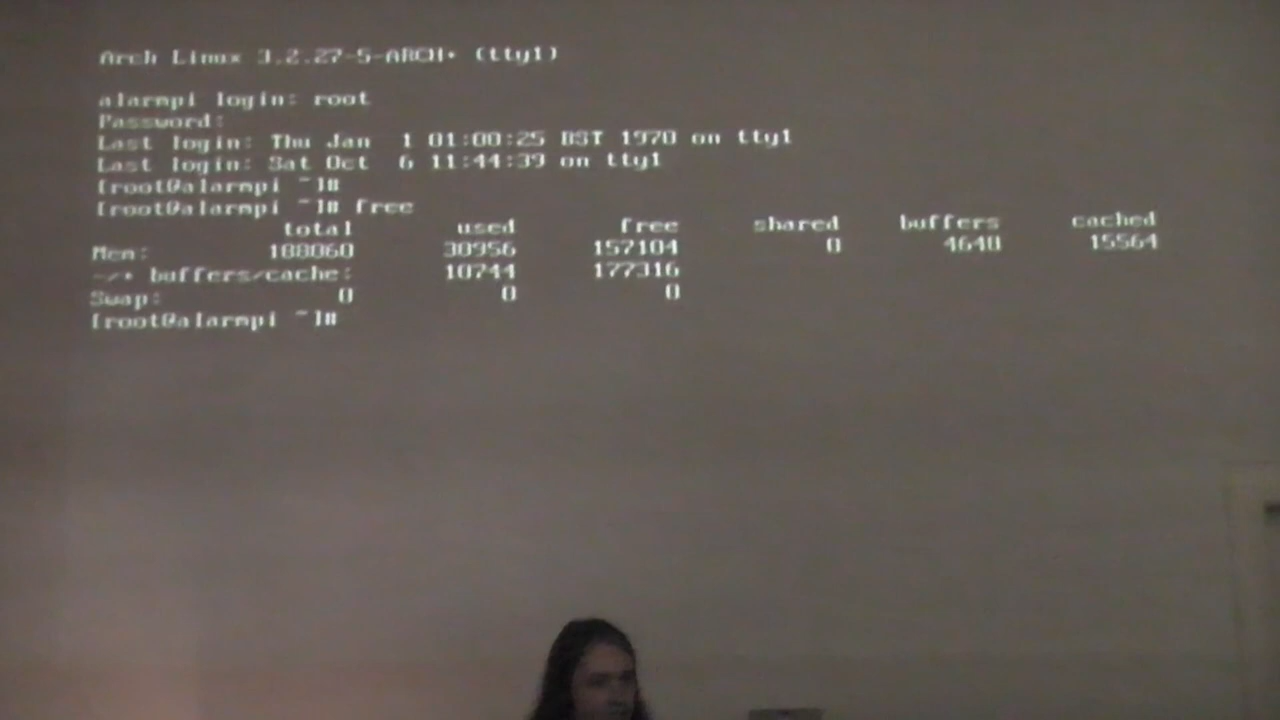 Arch Linux 3.2.27-5-ARCH+ (tty1)
alarmpi login: root
Password:
Last login: Thu Jan  1 01:00:25 BST 1970 on tty1
Last login: Sat Oct  6 11:44:39 on tty1
[root@alarmpi ~]#
[root@alarmpi ~]# free
total used free shared buffers cached
Mem: 188060 30956 157104 0 4648 15564
-/+ buffers/cache: 10744 177316
Swap: 0 0 0
[root@alarmpi ~]#